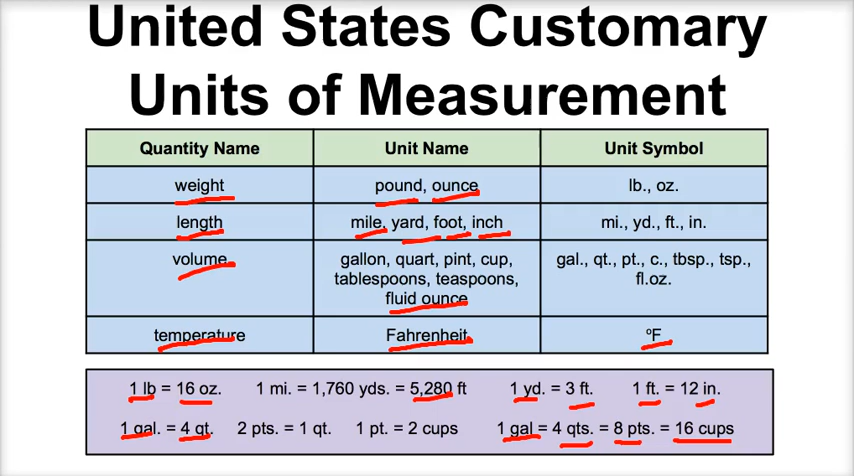 United States Customary
Units of Measurement
Quantity Name Unit Name Unit Symbol
weight pound, ounce lb., oz.
length mile, yard, foot, inch mi., yd., ft., in.
volume gallon, quart, pint, cup, gal., qt., pt., c., tbsp., tsp.,
tablespoons, teaspoons, fl.oz.
fluid ounce
temperature Fahrenheit ºF
1 lb = 16 oz. 1 mi. = 1,760 yds. = 5,280 ft 1 yd. = 3 ft. 1 ft. = 12 in.
1 gal. = 4 qt. 2 pts. = 1 qt. 1 pt. = 2 cups 1 gal = 4 qts. = 8 pts. = 16 cups